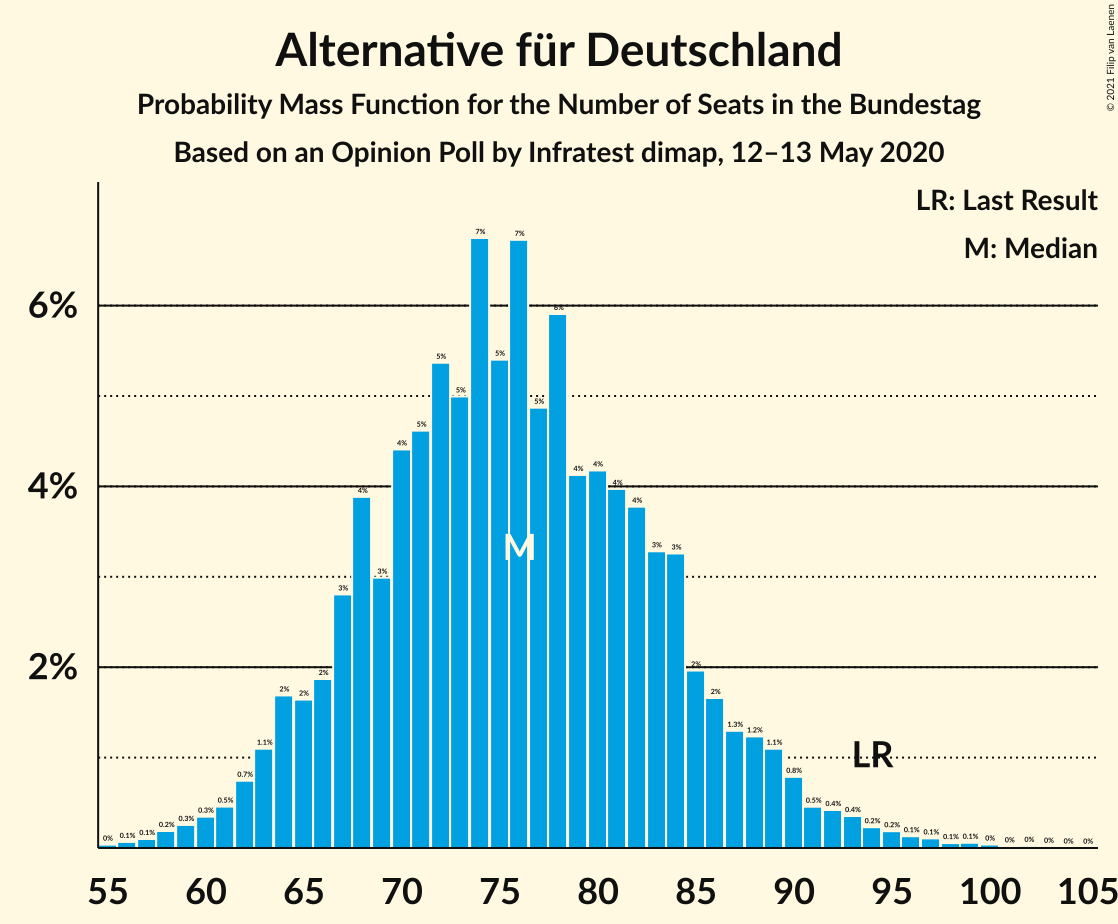 Alternative für Deutschland
Probability Mass Function for the Number of Seats in the Bundestag
Based on an Opinion Poll by Infratest dimap, 12–13 May 2020
© 2021 Filip van Laenen
LR: Last Result
M: Median
6%
4%
2%
0% 0.1% 0.1% 0.2% 0.3% 0.3% 0.5% 0.7% 1.1% 2% 2% 2% 3% 4% 3% 4% 5% 5% 5% 7% 5% 7% 5% 6% 4% 4% 4% 4% 3% 3% 2% 2% 1.3% 1.2% 1.1% 0.8% 0.5% 0.4% 0.4% 0.2% 0.2% 0.1% 0.1% 0.1% 0.1% 0% 0% 0% 0% 0% 0%
M
LR
55 60 65 70 75 80 85 90 95 100 105